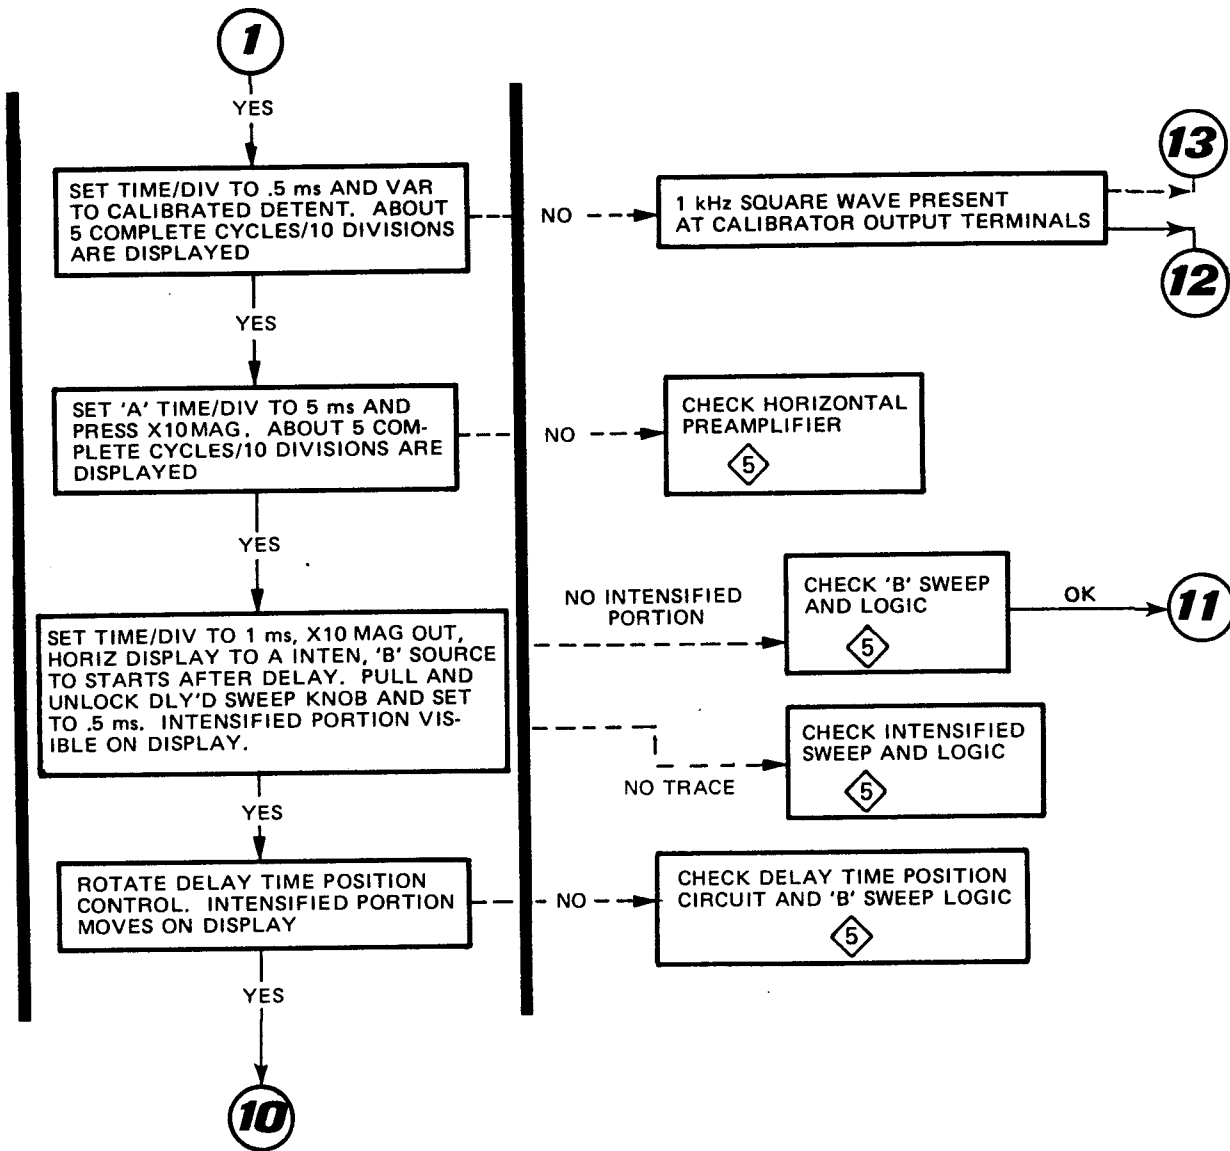 1
YES
SET TIME/DIV TO .5 ms AND VAR
TO CALIBRATED DETENT. ABOUT
5 COMPLETE CYCLES/10 DIVISIONS
ARE DISPLAYED
NO
1 kHz SQUARE WAVE PRESENT
AT CALIBRATOR OUTPUT TERMINALS
13
12
YES
SET 'A' TIME/DIV TO 5 ms AND
PRESS X10 MAG. ABOUT 5 COM-
PLETE CYCLES/10 DIVISIONS ARE
DISPLAYED
NO
CHECK HORIZONTAL
PREAMPLIFIER
5
YES
SET TIME/DIV TO 1 ms, X10 MAG OUT,
HORIZ DISPLAY TO A INTEN, 'B' SOURCE
TO STARTS AFTER DELAY. PULL AND
UNLOCK DLY'D SWEEP KNOB AND SET
TO .5 ms. INTENSIFIED PORTION VIS-
IBLE ON DISPLAY.
NO INTENSIFIED
PORTION
CHECK 'B' SWEEP
AND LOGIC
5
OK
11
NO TRACE
CHECK INTENSIFIED
SWEEP AND LOGIC
5
YES
ROTATE DELAY TIME POSITION
CONTROL. INTENSIFIED PORTION
MOVES ON DISPLAY
NO
CHECK DELAY TIME POSITION
CIRCUIT AND 'B' SWEEP LOGIC
5
YES
10